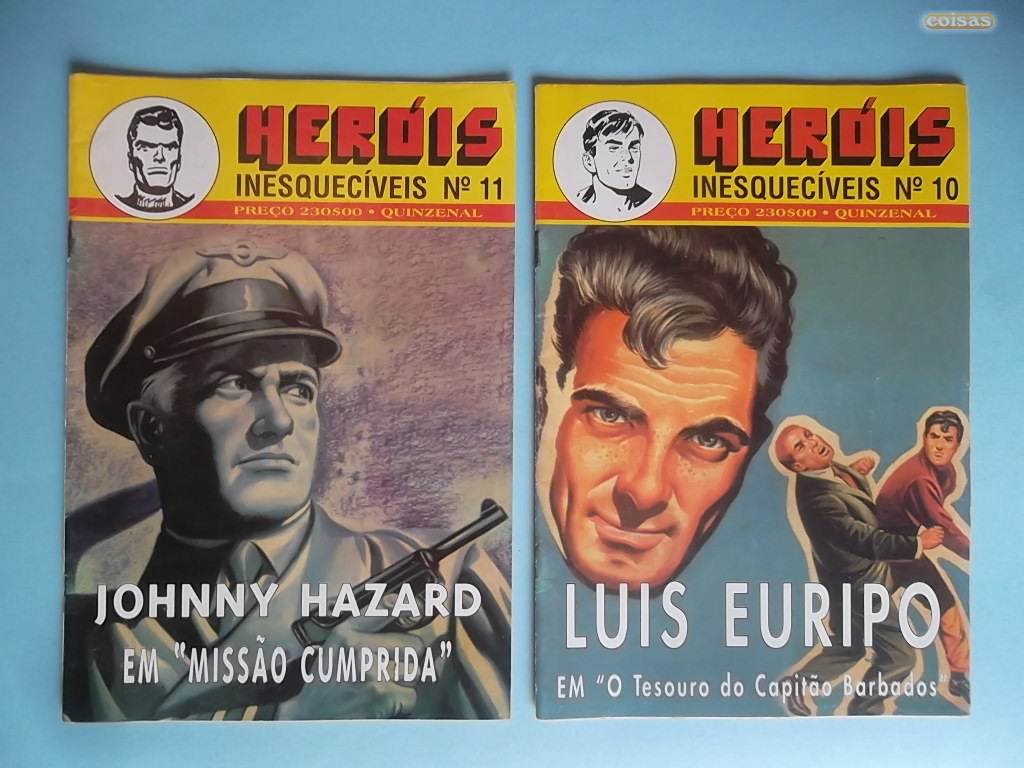 coisas
HERÓIS
INESQUECÍVEIS Nº 11
PREÇO 230$00 • QUINZENAL
JOHNNY HAZARD
EM "MISSÃO CUMPRIDA"
HERÓIS
INESQUECÍVEIS Nº 10
PREÇO 230$00 • QUINZENAL
LUIS EURIPO
EM "O Tesouro do Capitão Barbados"